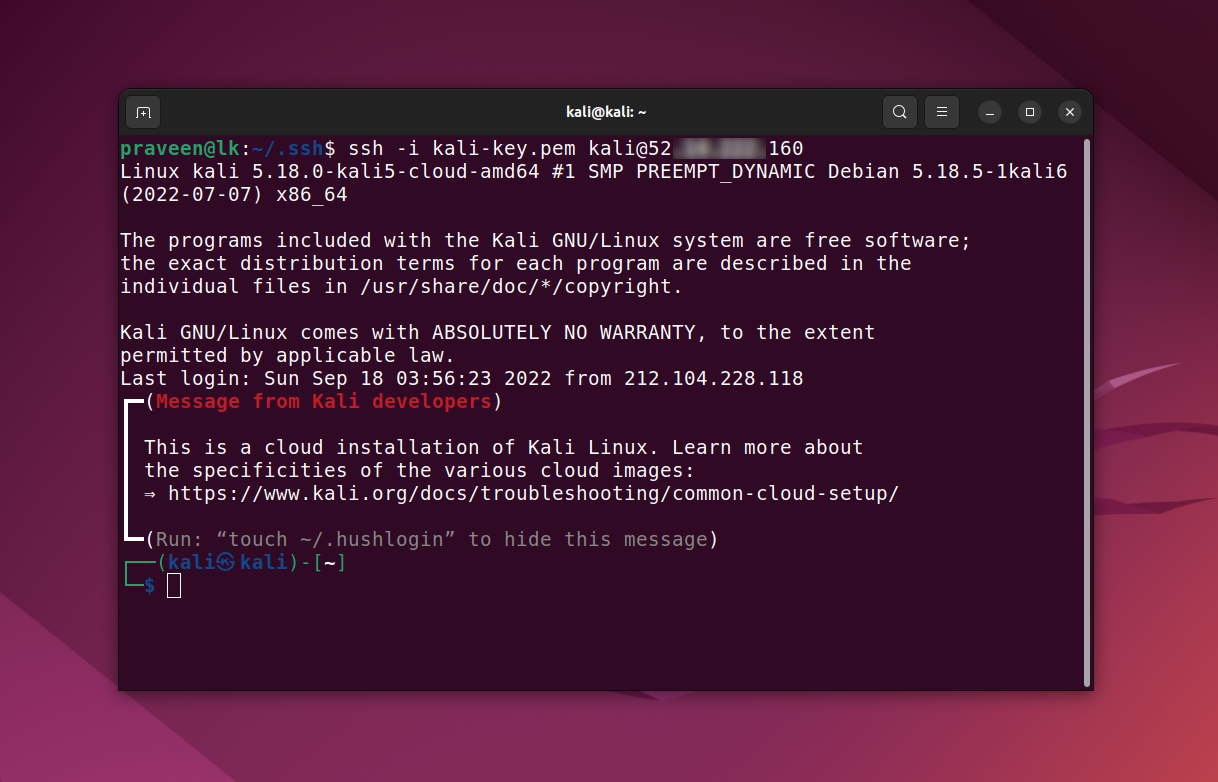 kali@kali: ~
praveen@lk:~/.ssh$ ssh -i kali-key.pem kali@52 160
Linux kali 5.18.0-kali5-cloud-amd64 #1 SMP PREEMPT_DYNAMIC Debian 5.18.5-1kali6
(2022-07-07) x86_64
The programs included with the Kali GNU/Linux system are free software;
the exact distribution terms for each program are described in the
individual files in /usr/share/doc/*/copyright.
Kali GNU/Linux comes with ABSOLUTELY NO WARRANTY, to the extent
permitted by applicable law.
Last login: Sun Sep 18 03:56:23 2022 from 212.104.228.118
┏━(Message from Kali developers)
┃ This is a cloud installation of Kali Linux. Learn more about
┃ the specificities of the various cloud images:
┃ ⇒ https://www.kali.org/docs/troubleshooting/common-cloud-setup/
┗━(Run: “touch ~/.hushlogin” to hide this message)
┌──(kali㉿kali)-[~]
└─$